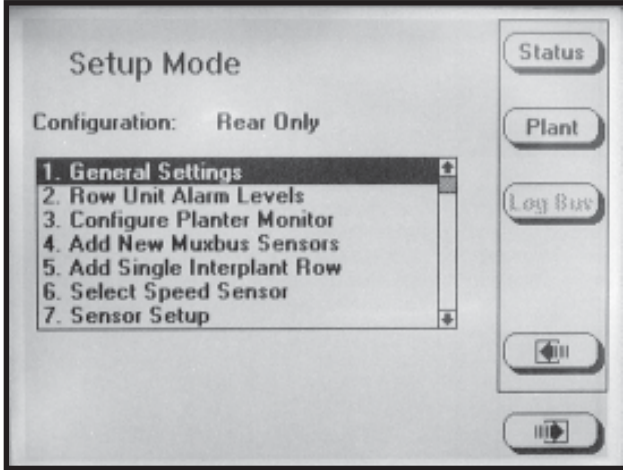 Setup Mode
Configuration: Rear Only
1. General Settings
2. Row Unit Alarm Levels
3. Configure Planter Monitor
4. Add New Muxbus Sensors
5. Add Single Interplant Row
6. Select Speed Sensor
7. Sensor Setup
Status
Plant
Log Bus